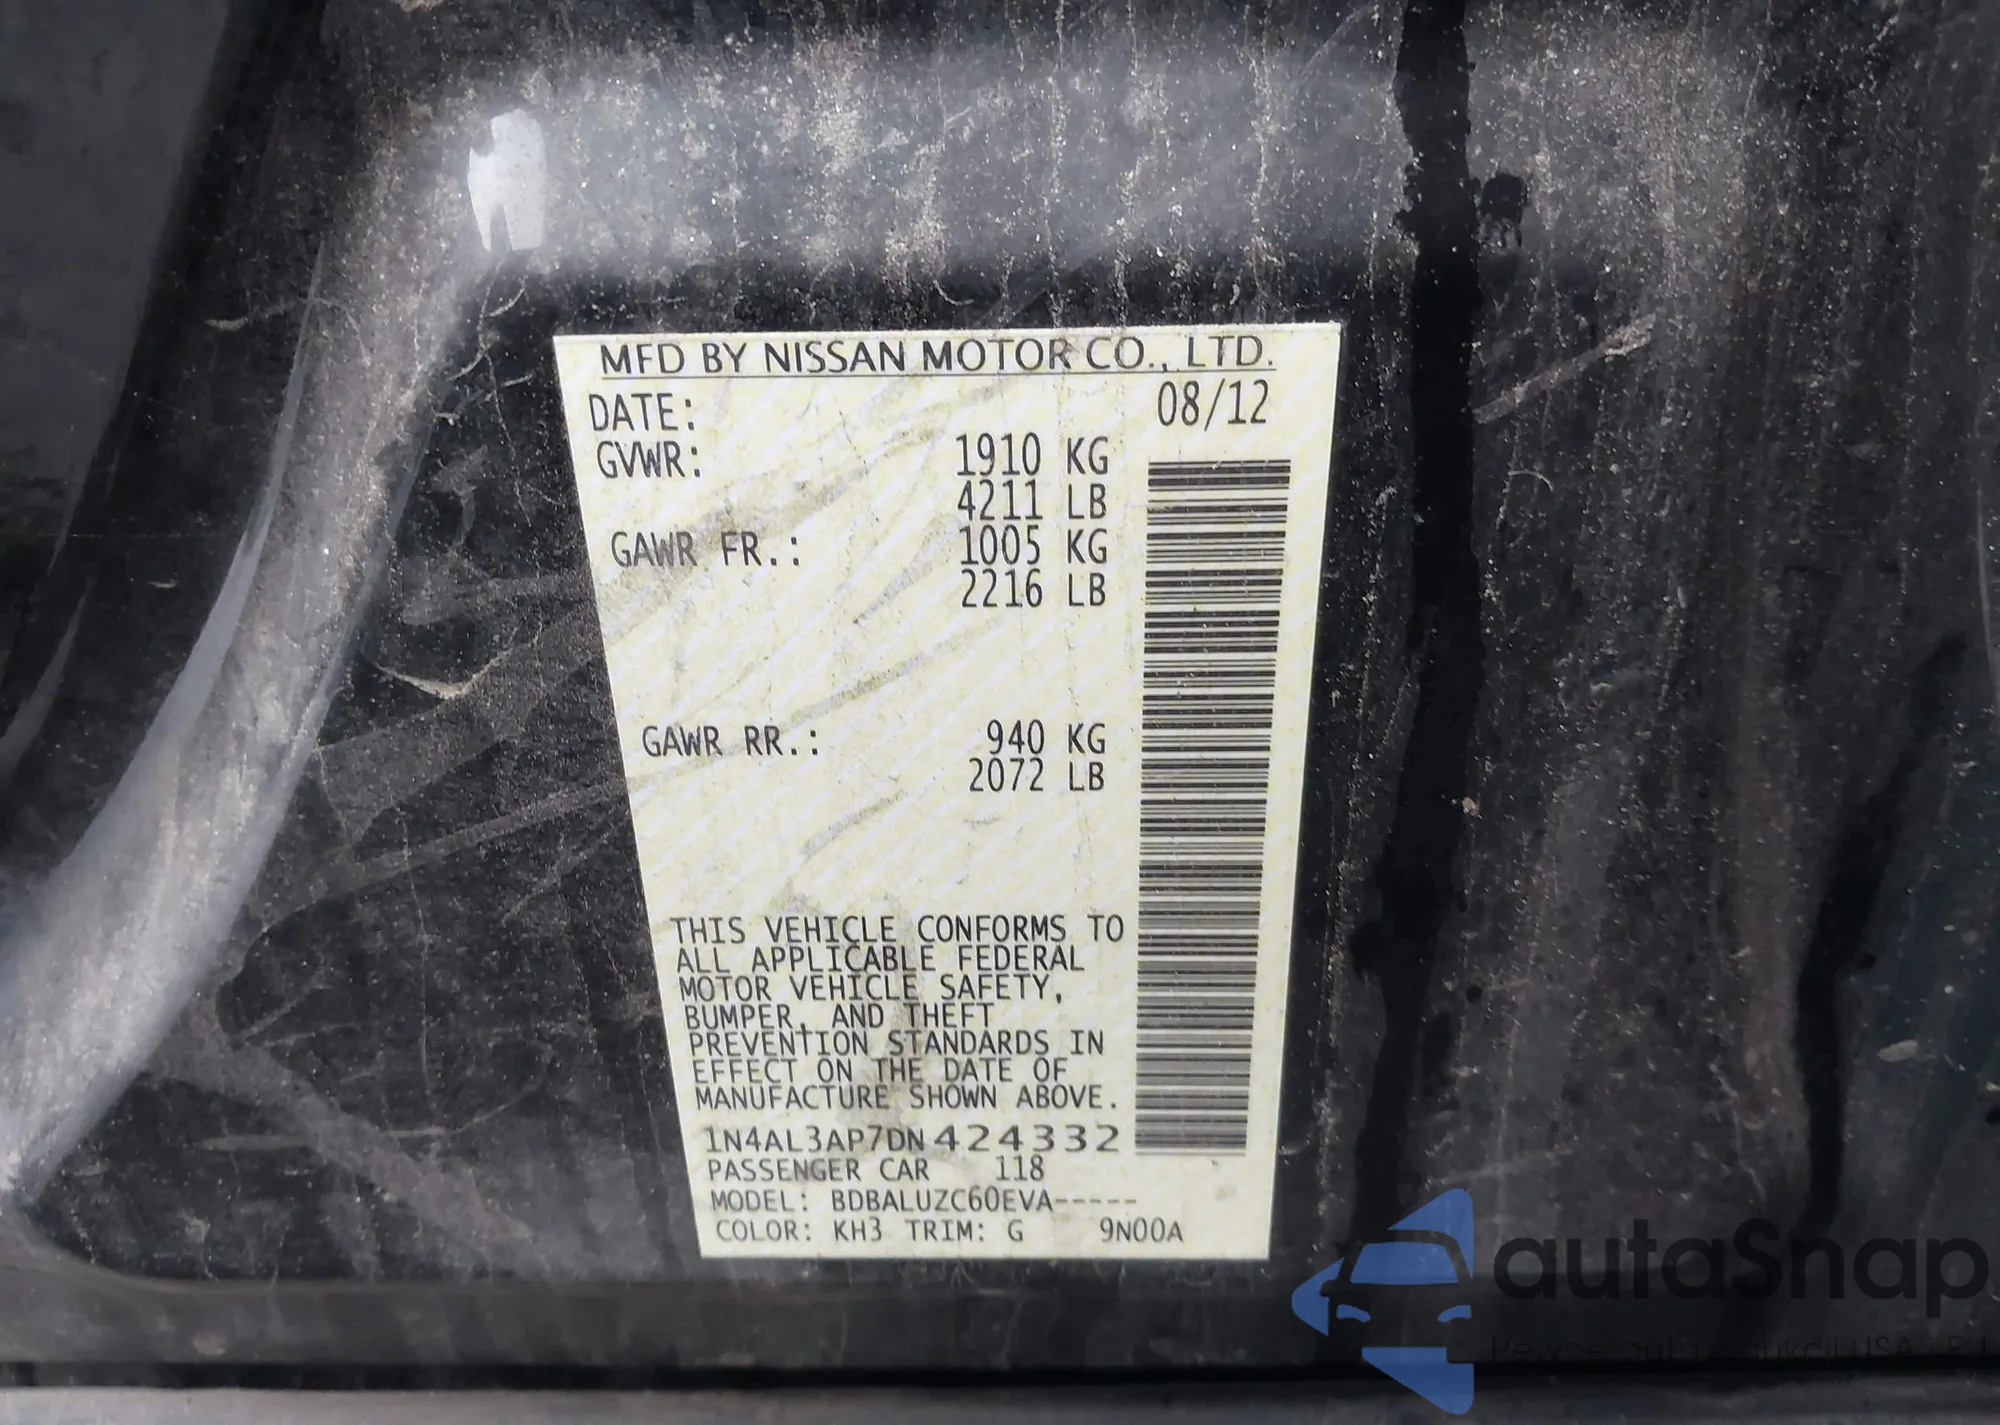 MFD BY NISSAN MOTOR CO., LTD.
DATE: 08/12
GVWR: 1910 KG
4211 LB
GAWR FR.: 1005 KG
2216 LB
GAWR RR.: 940 KG
2072 LB
THIS VEHICLE CONFORMS TO
ALL APPLICABLE FEDERAL
MOTOR VEHICLE SAFETY,
BUMPER, AND THEFT
PREVENTION STANDARDS IN
EFFECT ON THE DATE OF
MANUFACTURE SHOWN ABOVE.
1N4AL3AP7DN424332
PASSENGER CAR 118
MODEL: BDBALUZC60EVA-----
COLOR: KH3 TRIM: G 9N00A
autaSnap
USA